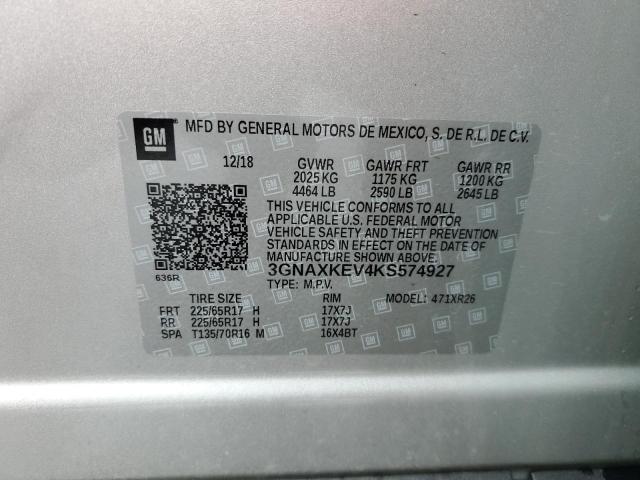 GM MFD BY GENERAL MOTORS DE MEXICO, S. DE R.L. DE C.V.
12/18 GVWR GAWR FRT GAWR RR
2025 KG 1175 KG 1200 KG
4464 LB 2590 LB 2645 LB
THIS VEHICLE CONFORMS TO ALL
APPLICABLE U.S. FEDERAL MOTOR
VEHICLE SAFETY AND THEFT PREVENTION
STANDARDS IN EFFECT ON THE DATE OF
MANUFACTURE SHOWN ABOVE.
636R 3GNAXKEV4KS574927
TYPE: M.P.V. MODEL: 471XR26
TIRE SIZE RIM
FRT 225/65R17 H 17X7J
RR 225/65R17 H 17X7J
SPA T135/70R16 M 16X4BT